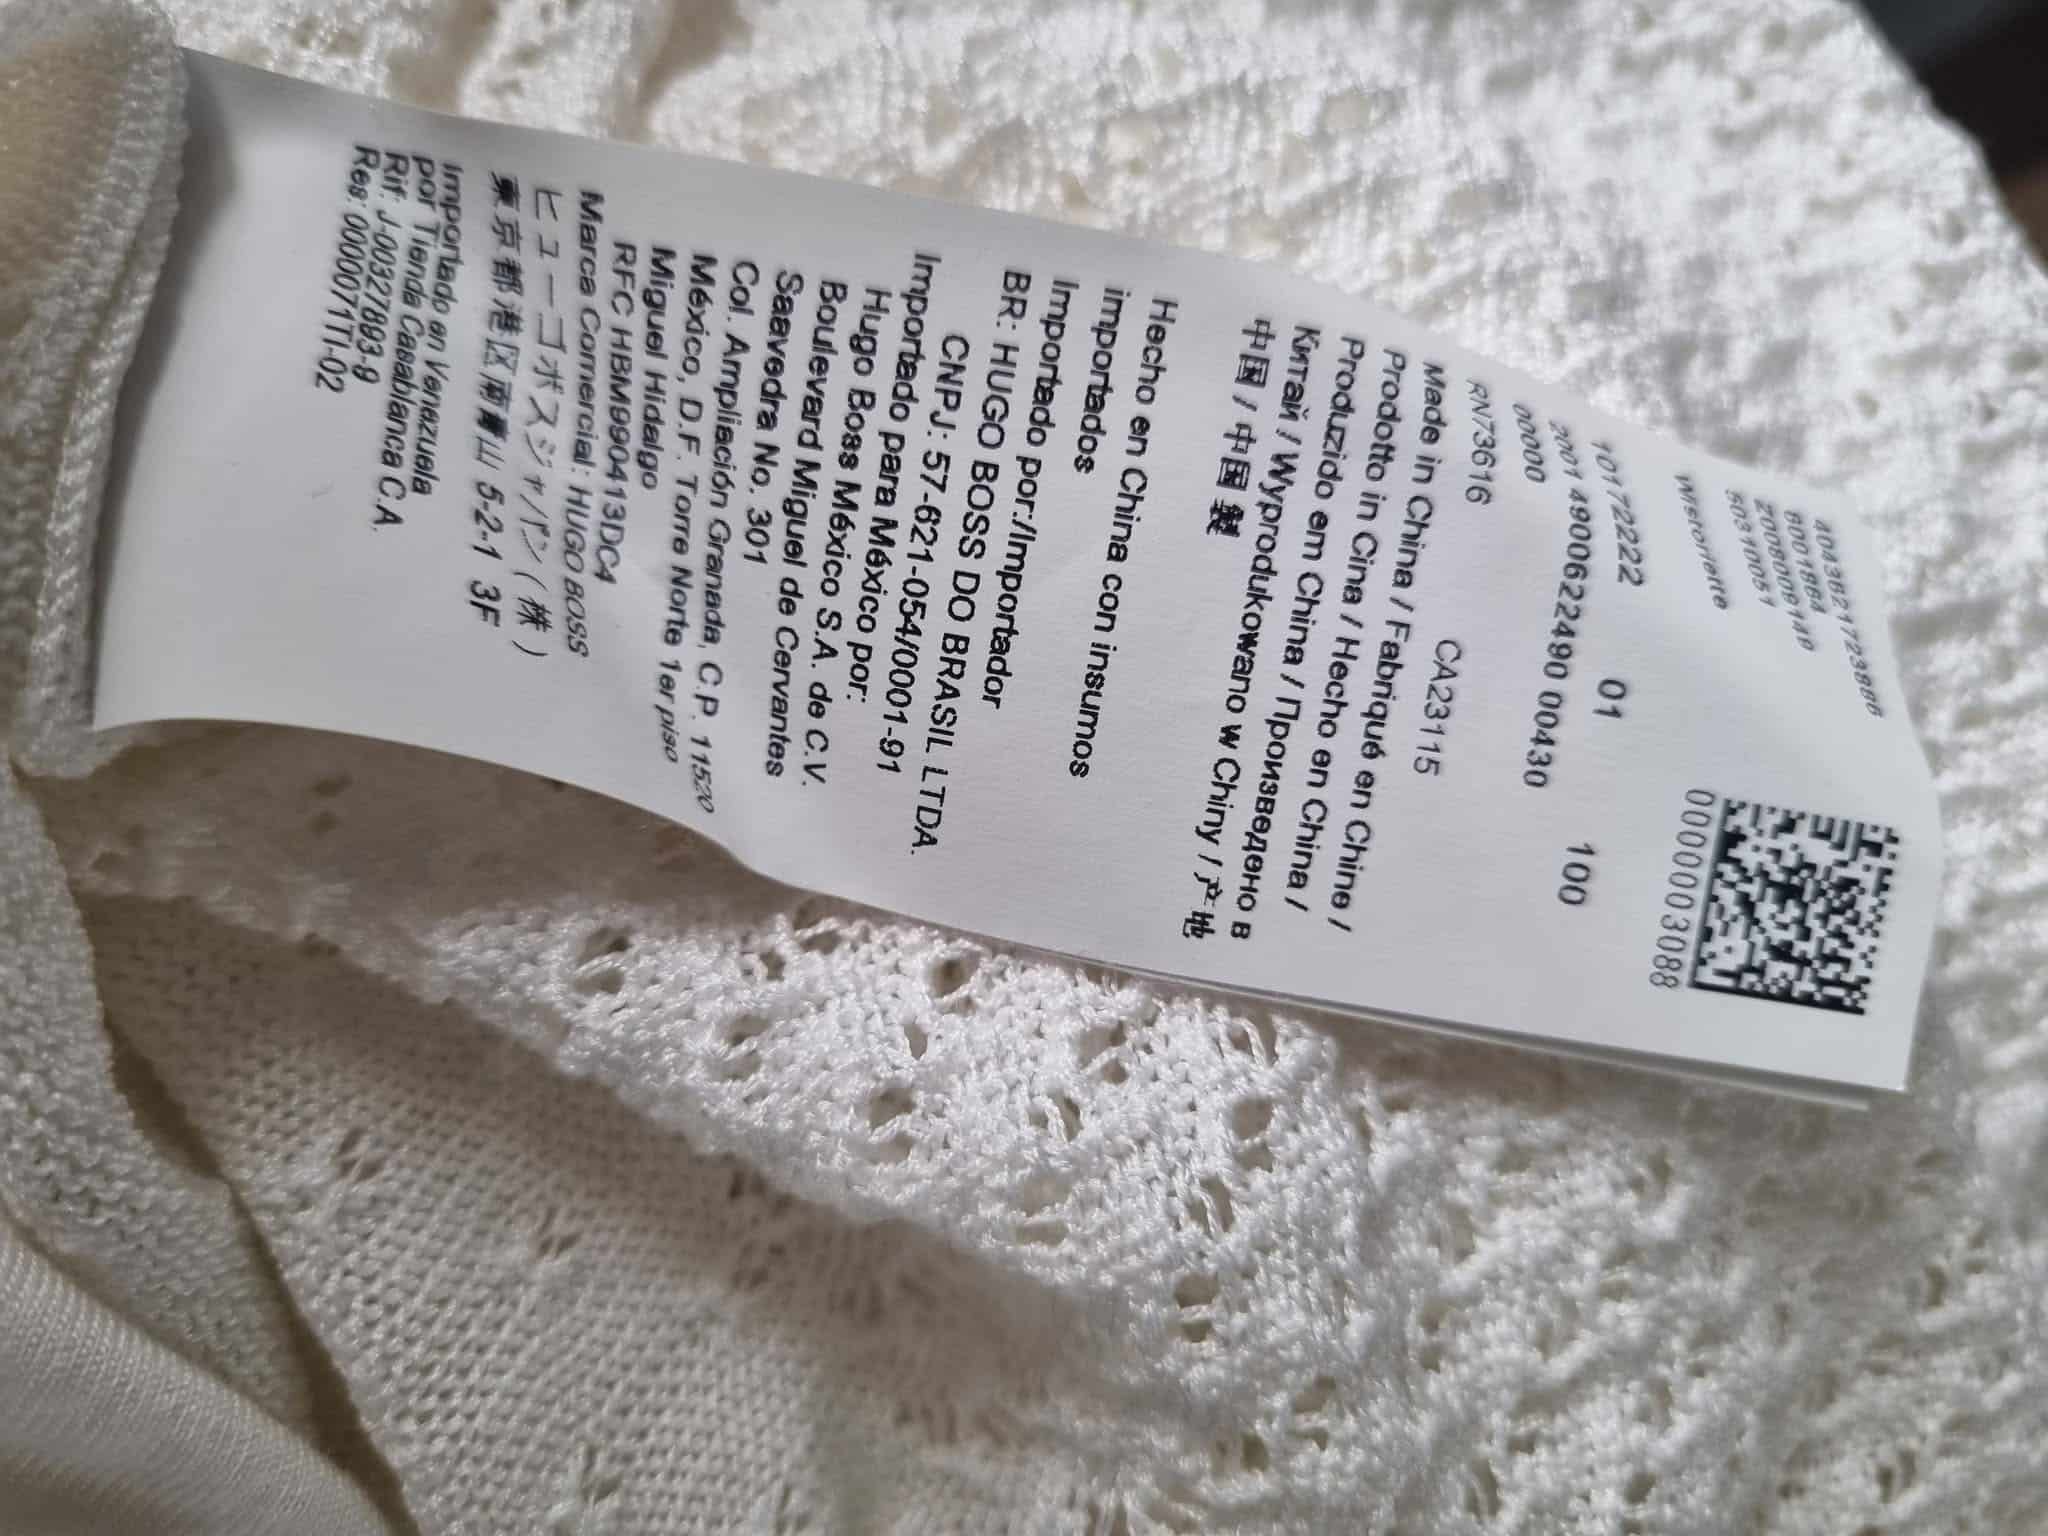 4043621723886
6001864
2008006140
50310051
Wistoriette
0000003088
10172222 01 100
2001 4900622490 00430
00000
RN73616 CA23115
Made in China / Fabriqué en Chine /
Prodotto in Cina / Hecho en China /
Produzido em China / Произведено в
Китай / Wyprodukowano w Chiny / 产地
中国 / 中国 製
Hecho en China con insumos
importados
Importado por:/Importador
BR: HUGO BOSS DO BRASIL LTDA.
CNPJ: 57-621-054/0001-91
Importado para México por:
Hugo Boss México S.A. de C.V.
Boulevard Miguel de Cervantes
Saavedra No. 301
Col. Ampliación Granada, C.P. 11520
México, D.F. Torre Norte 1er piso
Miguel Hidalgo
RFC HBM990413DC4
Marca Comercial: HUGO BOSS
ヒューゴボスジャパン(株)
東京都港区南青山 5-2-1 3F
Importado en Venezuela
por Tienda Casablanca C.A.
Rif: J-00327893-9
Res: 0000071TI-02